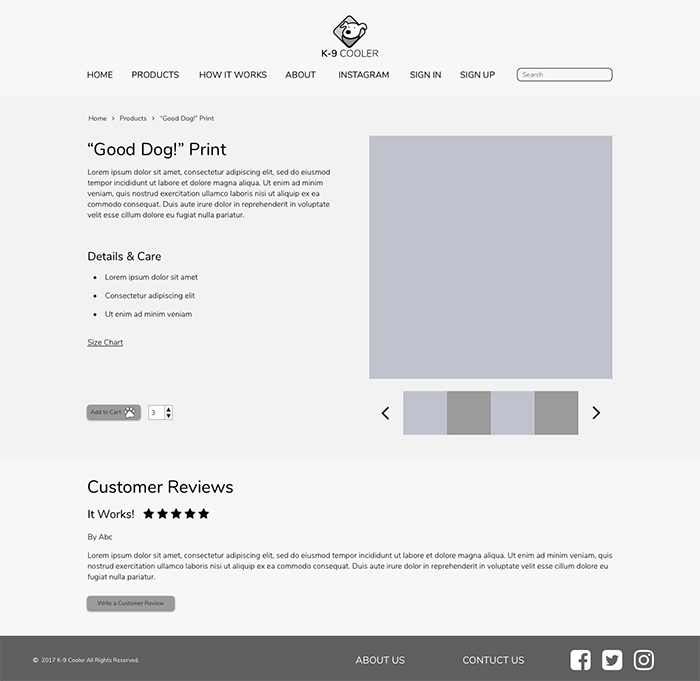 K-9 COOLER
HOME PRODUCTS HOW IT WORKS ABOUT INSTAGRAM SIGN IN SIGN UP Search
Home > Products > “Good Dog!” Print
“Good Dog!” Print
Lorem ipsum dolor sit amet, consectetur adipiscing elit, sed do eiusmod
tempor incididunt ut labore et dolore magna aliqua. Ut enim ad minim
veniam, quis nostrud exercitation ullamco laboris nisi ut aliquip ex ea
commodo consequat. Duis aute irure dolor in reprehenderit in voluptate
velit esse cillum dolore eu fugiat nulla pariatur.
Details & Care
• Lorem ipsum dolor sit amet
• Consectetur adipiscing elit
• Ut enim ad minim veniam
Size Chart
Add to Cart 3
Customer Reviews
It Works! ★★★★★
By Abc
Lorem ipsum dolor sit amet, consectetur adipiscing elit, sed do eiusmod tempor incididunt ut labore et dolore magna aliqua. Ut enim ad minim veniam, quis
nostrud exercitation ullamco laboris nisi ut aliquip ex ea commodo consequat. Duis aute irure dolor in reprehenderit in voluptate velit esse cillum dolore eu
fugiat nulla pariatur.
Write a Customer Review
© 2017 K-9 Cooler All Rights Reserved. ABOUT US CONTUCT US